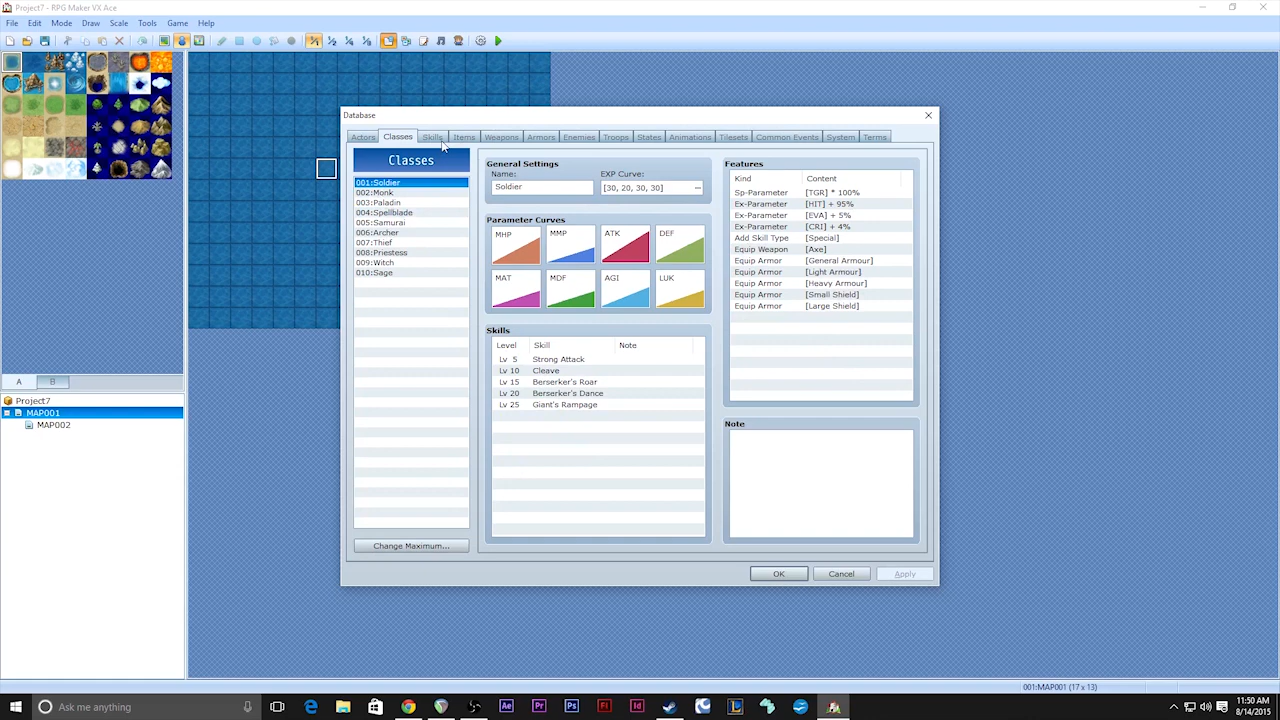 Project7 - RPG Maker VX Ace
File Edit Mode Draw Scale Tools Game Help
Database
Actors Classes Skills Items Weapons Armors Enemies Troops States Animations Tilesets Common Events System Terms
Classes
001:Soldier
002:Monk
003:Paladin
004:Spellblade
005:Samurai
006:Archer
007:Thief
008:Priestess
009:Witch
010:Sage
Change Maximum...
General Settings
Name:
Soldier
EXP Curve:
[30, 20, 30, 30] ...
Parameter Curves
MHP MMP ATK DEF
MAT MDF AGI LUK
Skills
Level Skill Note
Lv 5 Strong Attack
Lv 10 Cleave
Lv 15 Berserker's Roar
Lv 20 Berserker's Dance
Lv 25 Giant's Rampage
Features
Kind Content
Sp-Parameter [TGR] * 100%
Ex-Parameter [HIT] + 95%
Ex-Parameter [EVA] + 5%
Ex-Parameter [CRI] + 4%
Add Skill Type [Special]
Equip Weapon [Axe]
Equip Armor [General Armour]
Equip Armor [Light Armour]
Equip Armor [Heavy Armour]
Equip Armor [Small Shield]
Equip Armor [Large Shield]
Note
OK Cancel Apply
A B
Project7
MAP001
MAP002
001:MAP001 (17 x 13)
Ask me anything
Ae Pr Ps Fl Id L
11:50 AM
8/14/2015